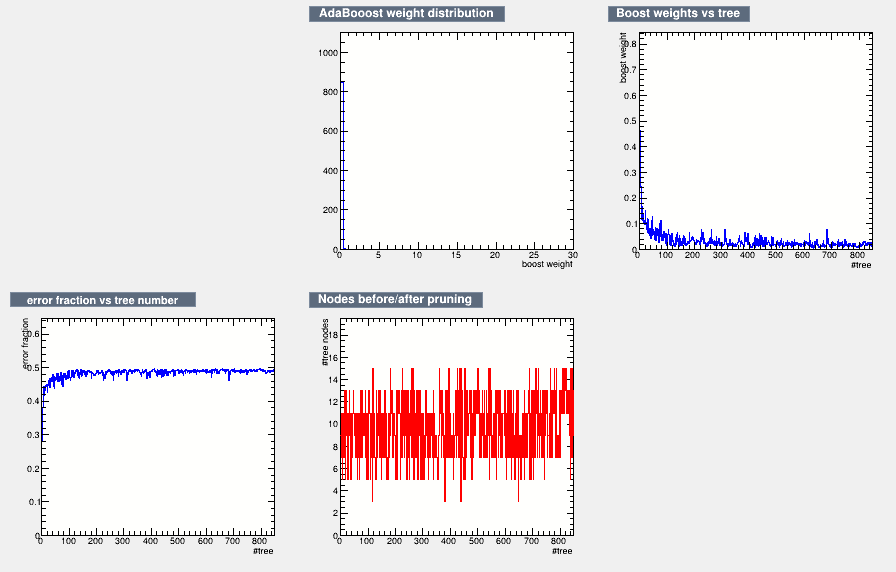 AdaBooost weight distribution
1000
800
600
400
200
0
0 5 10 15 20 25 30
boost weight
Boost weights vs tree
boost weight
0.8
0.7
0.6
0.5
0.4
0.3
0.2
0.1
0
0 100 200 300 400 500 600 700 800
#tree
error fraction vs tree number
error fraction
0.6
0.5
0.4
0.3
0.2
0.1
0
0 100 200 300 400 500 600 700 800
#tree
Nodes before/after pruning
#tree nodes
18
16
14
12
10
8
6
4
2
0
0 100 200 300 400 500 600 700 800
#tree